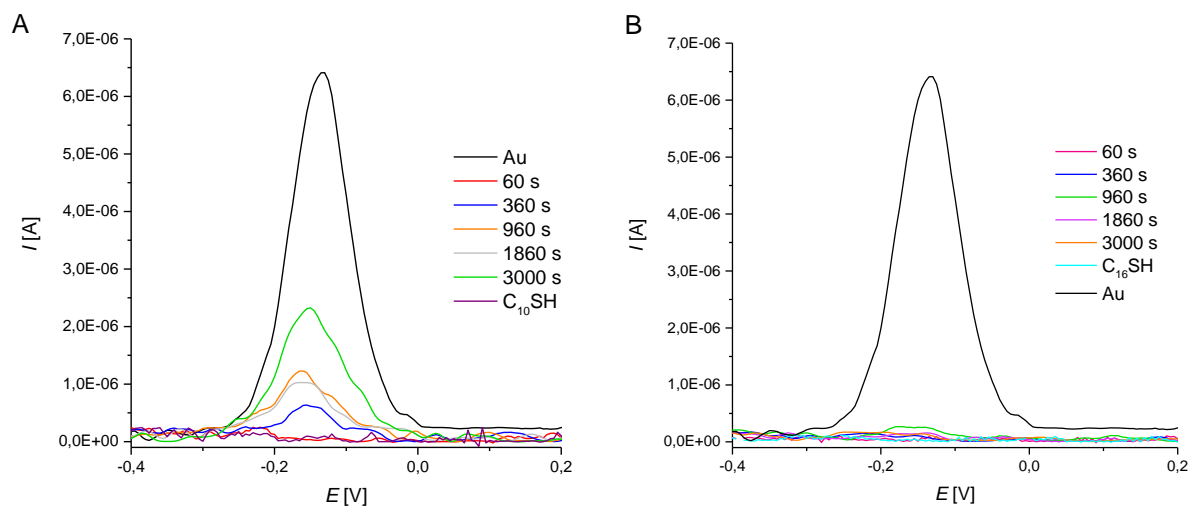 A
7,0E-06
6,0E-06
5,0E-06
4,0E-06
3,0E-06
2,0E-06
1,0E-06
0,0E+00
I [A]
-0,4
-0,2
0,0
0,2
E [V]
Au
60 s
360 s
960 s
1860 s
3000 s
C₁₀SH
B
7,0E-06
6,0E-06
5,0E-06
4,0E-06
3,0E-06
2,0E-06
1,0E-06
0,0E+00
I [A]
-0,4
-0,2
0,0
0,2
E [V]
60 s
360 s
960 s
1860 s
3000 s
C₁₆SH
Au